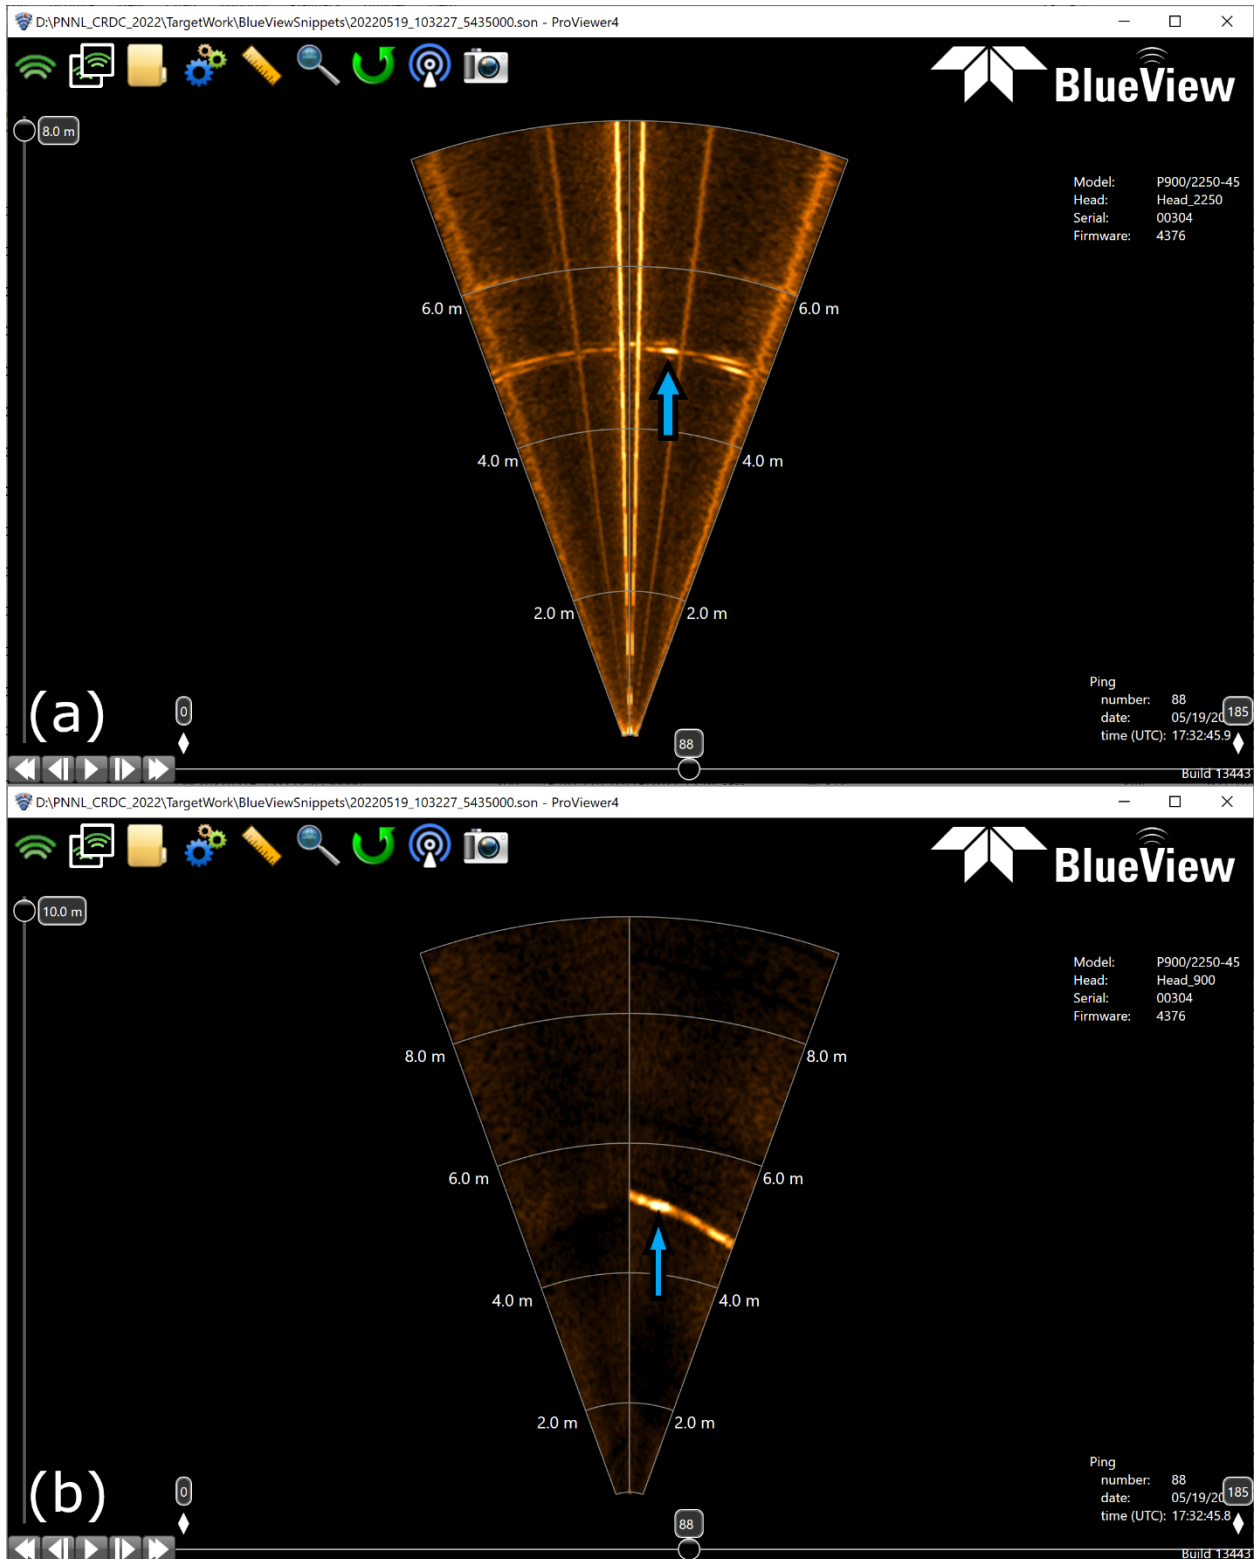 D:\PNNL_CRDC_2022\TargetWork\BlueViewSnippets\20220519_103227_5435000.son - ProViewer4
BlueView
8.0 m
Model: P900/2250-45
Head: Head_2250
Serial: 00304
Firmware: 4376
6.0 m 6.0 m
4.0 m 4.0 m
2.0 m 2.0 m
(a)
Ping
number: 88
date: 05/19/20
time (UTC): 17:32:45.9
0
185
88
Build 13443
D:\PNNL_CRDC_2022\TargetWork\BlueViewSnippets\20220519_103227_5435000.son - ProViewer4
BlueView
10.0 m
Model: P900/2250-45
Head: Head_900
Serial: 00304
Firmware: 4376
8.0 m 8.0 m
6.0 m 6.0 m
4.0 m 4.0 m
2.0 m 2.0 m
(b)
Ping
number: 88
date: 05/19/20
time (UTC): 17:32:45.8
0
185
88
Build 13443